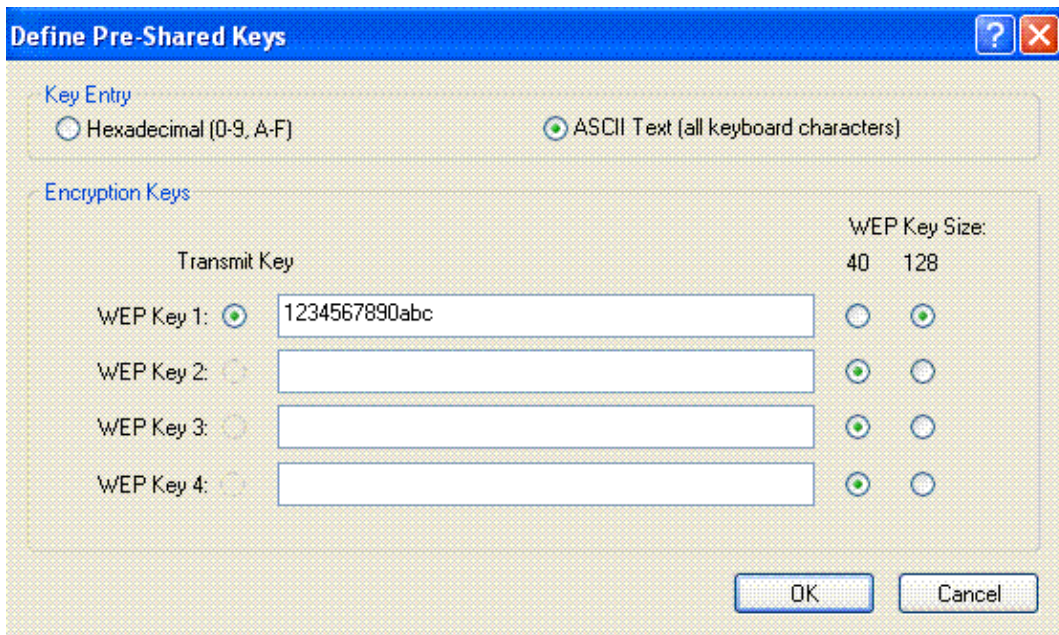 Define Pre-Shared Keys
Key Entry
Hexadecimal (0-9, A-F) ASCII Text (all keyboard characters)
Encryption Keys
WEP Key Size:
Transmit Key 40 128
WEP Key 1: 1234567890abc
WEP Key 2:
WEP Key 3:
WEP Key 4:
OK Cancel